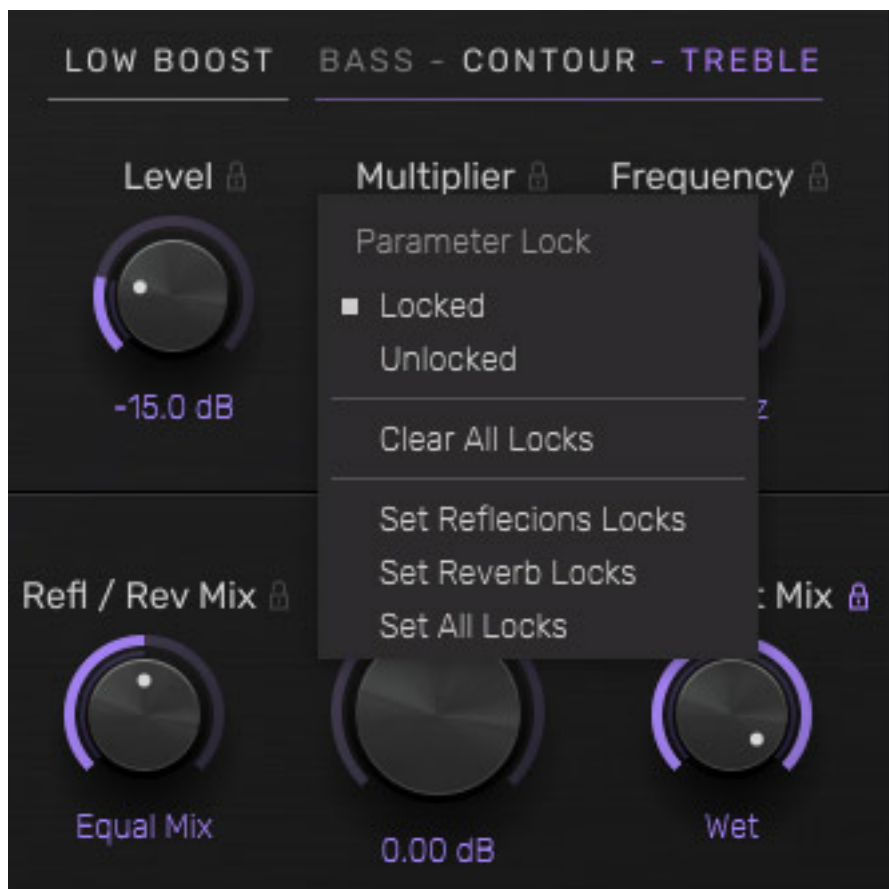 LOW BOOST
BASS - CONTOUR - TREBLE
Level
Multiplier
Frequency
Parameter Lock
Locked
Unlocked
-15.0 dB
z
Clear All Locks
Set Reflecions Locks
Set Reverb Locks
Set All Locks
Refl / Rev Mix
Mix
Equal Mix
0.00 dB
Wet